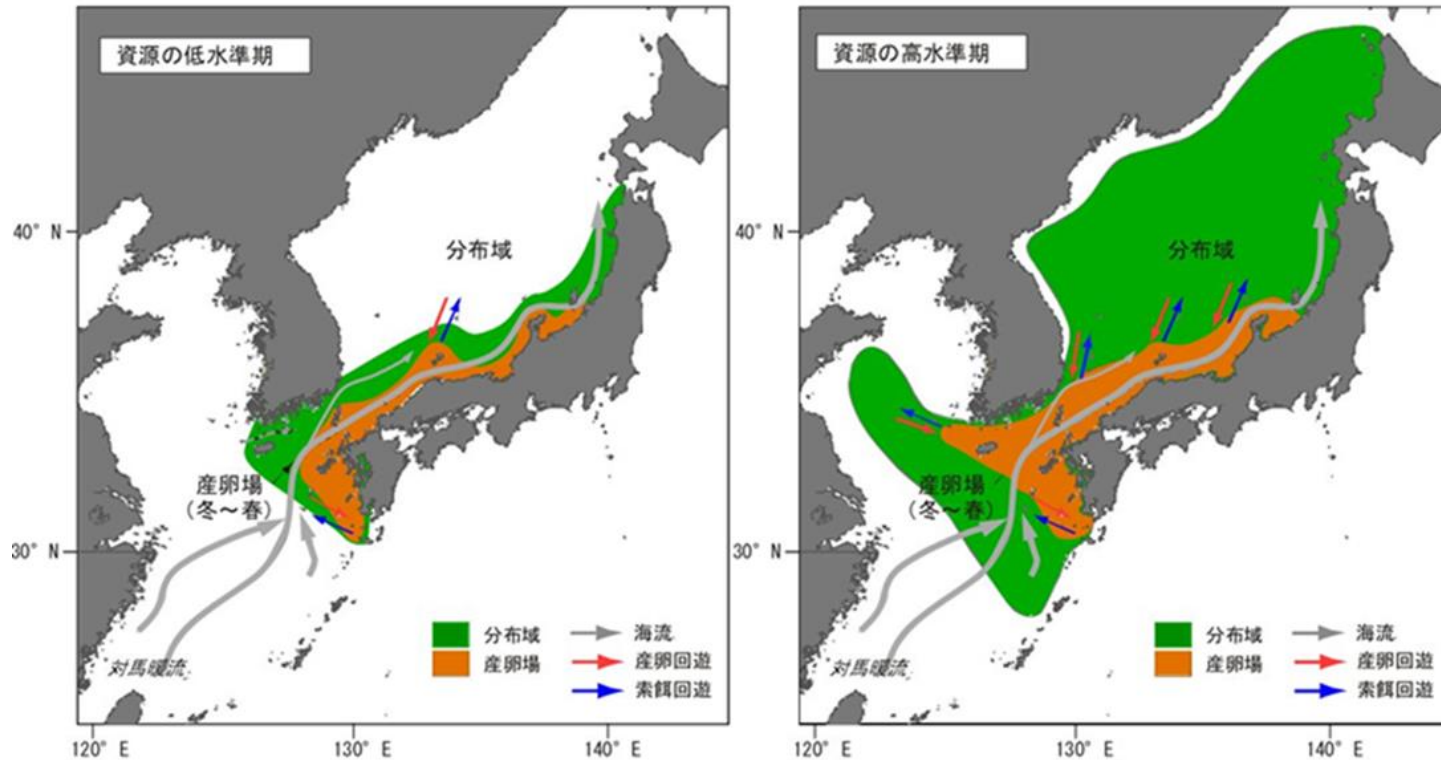 資源の低水準期
40° N
30° N
120° E
130° E
140° E
分布域
産卵場
(冬～春)
対馬暖流
分布域
産卵場
海流
産卵回遊
索餌回遊
資源の高水準期
40° N
30° N
120° E
130° E
140° E
分布域
産卵場
(冬～春)
対馬暖流
分布域
産卵場
海流
産卵回遊
索餌回遊